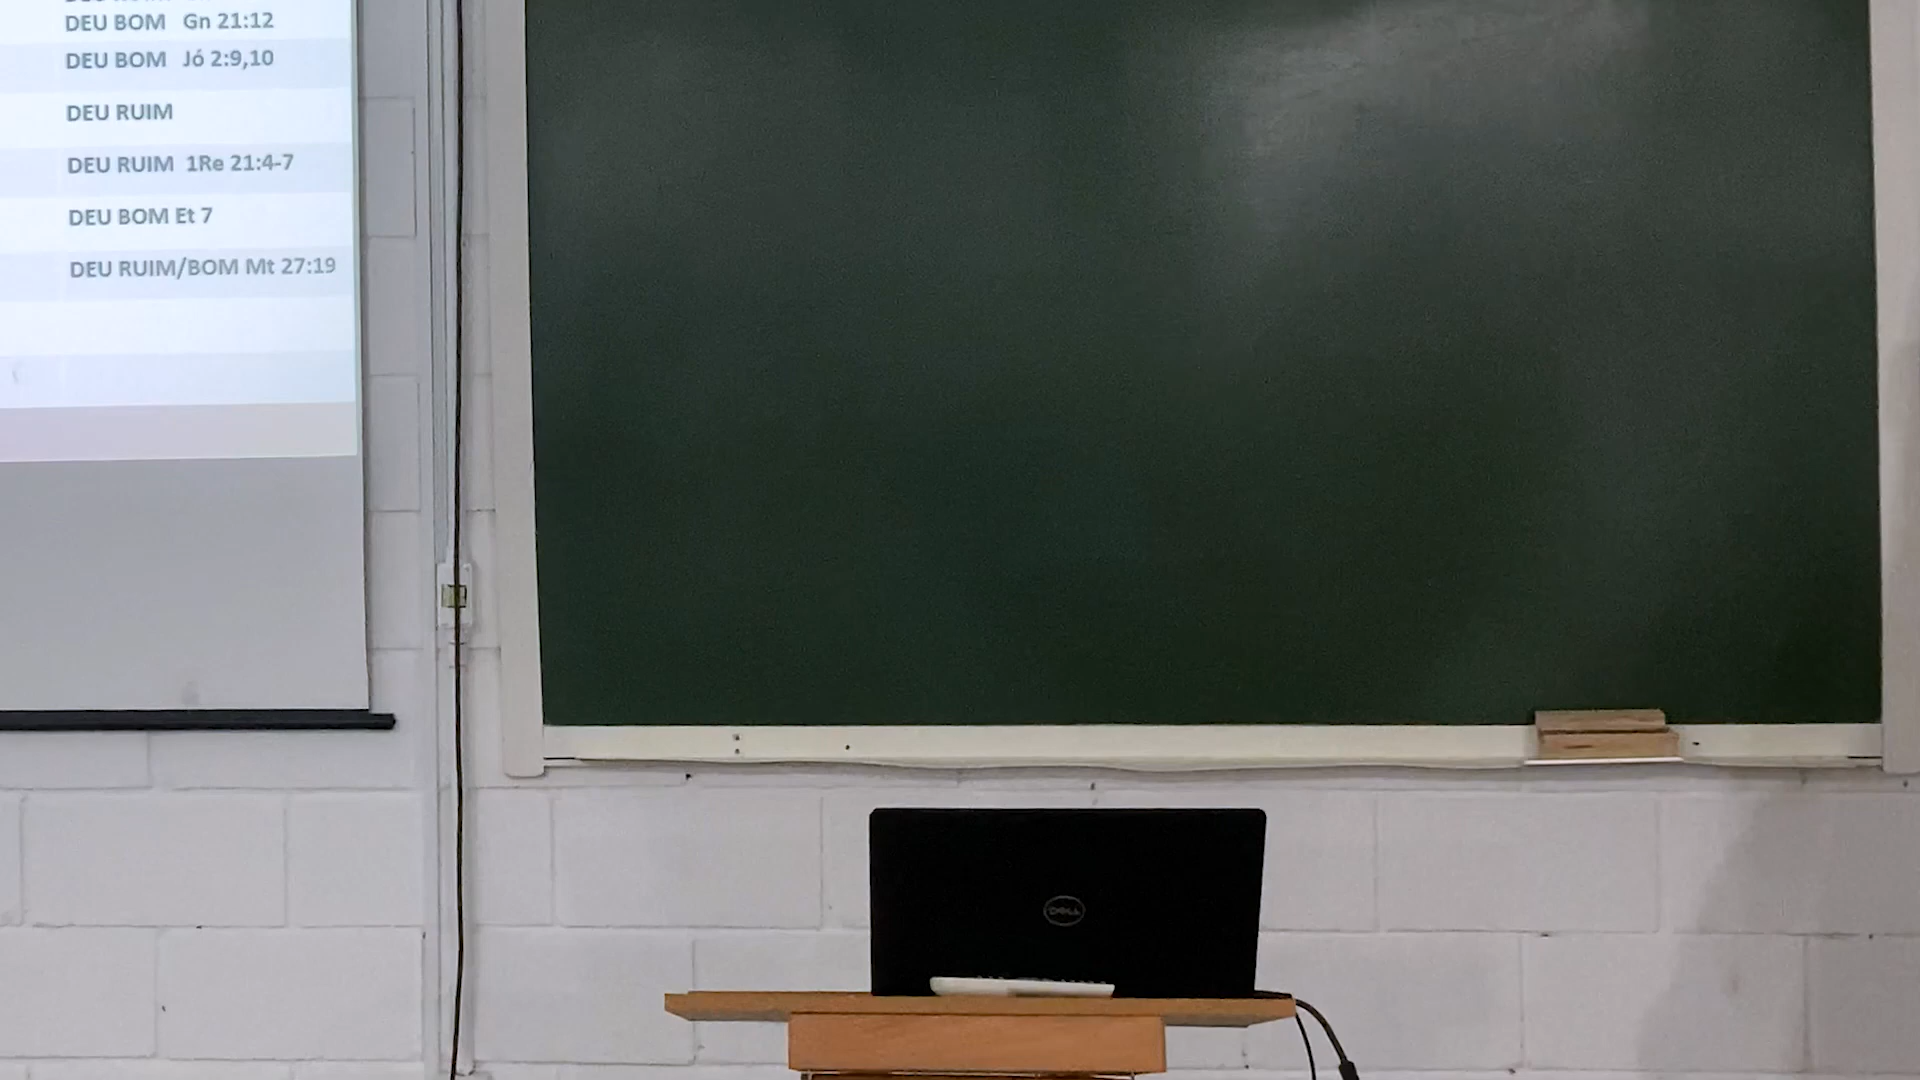 DEU BOM Gn 21:12
DEU BOM Jó 2:9,10
DEU RUIM
DEU RUIM 1Re 21:4-7
DEU BOM Et 7
DEU RUIM/BOM Mt 27:19
DELL